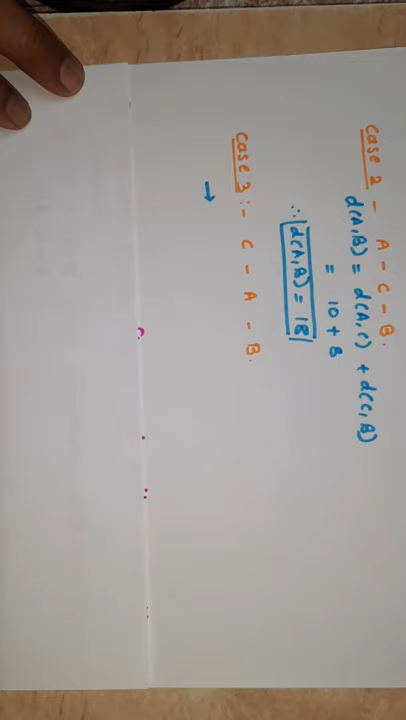 Case 2 - A - C - B.
d(A,B) = d(A,C) + d(C,B)
= 10 + 8
∴ d(A,B) = 18
Case 3 :- C - A - B.
→